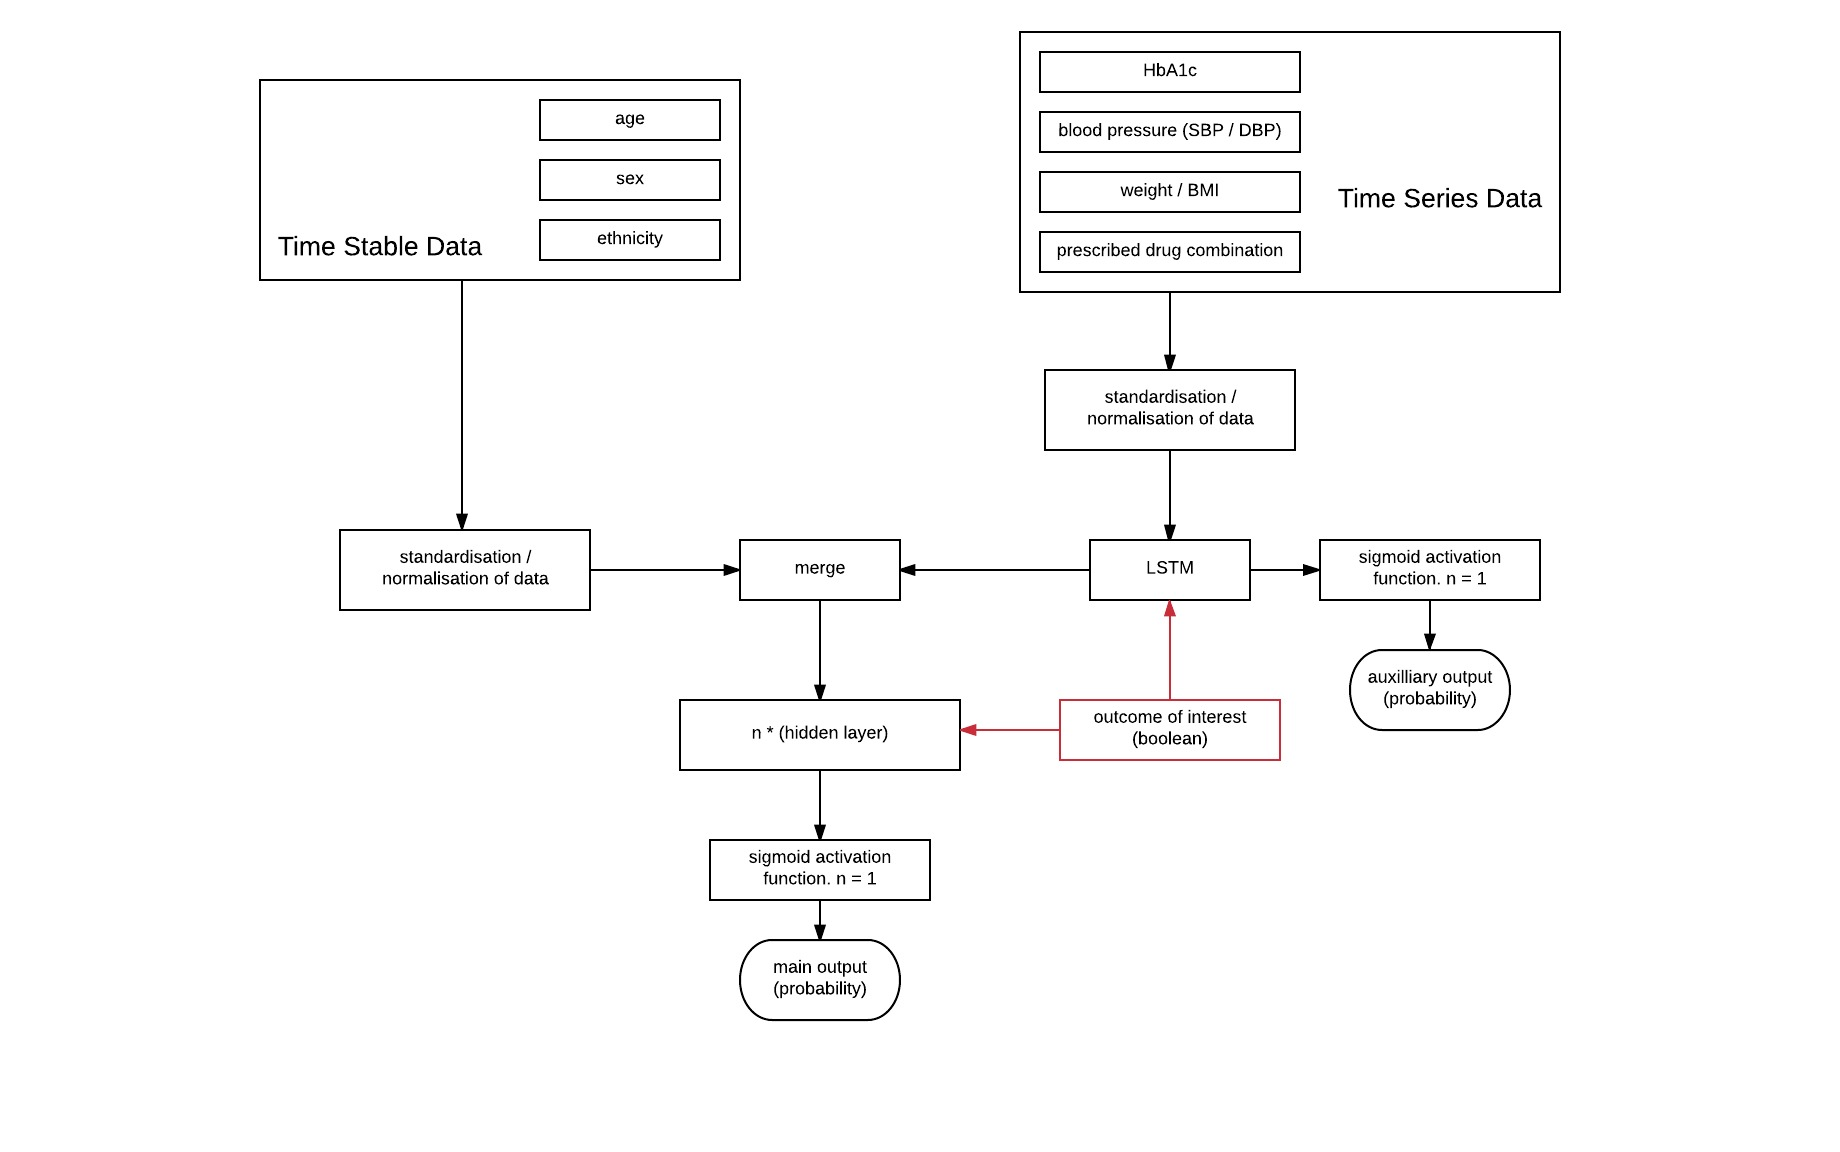 age
sex
ethnicity
Time Stable Data
HbA1c
blood pressure (SBP / DBP)
weight / BMI
prescribed drug combination
Time Series Data
standardisation /
normalisation of data
standardisation /
normalisation of data
merge
LSTM
sigmoid activation
function. n = 1
auxilliary output
(probability)
n * (hidden layer)
outcome of interest
(boolean)
sigmoid activation
function. n = 1
main output
(probability)